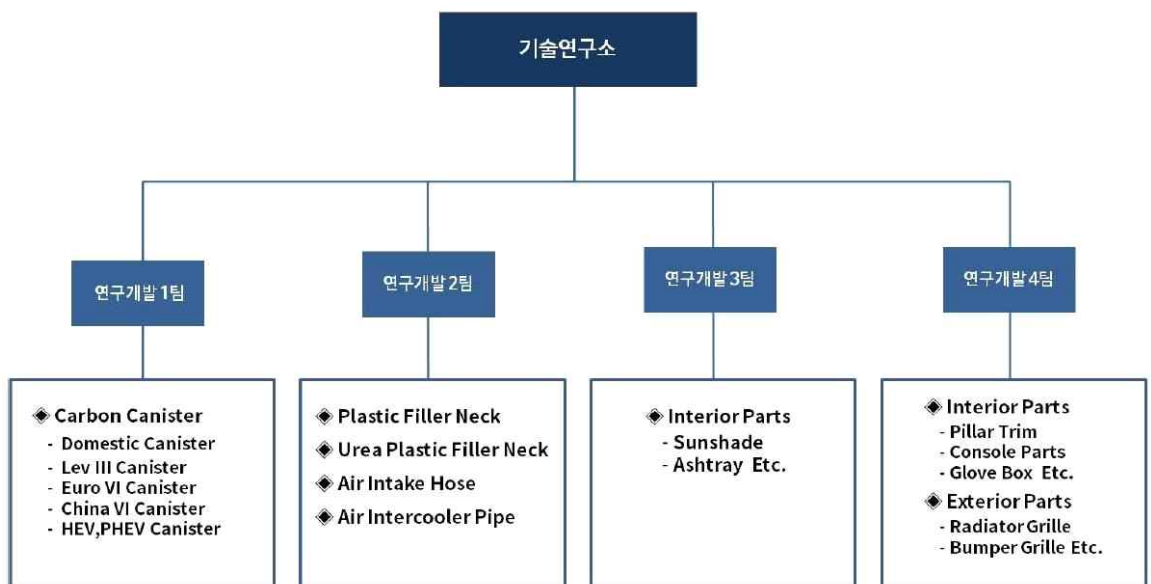 기술연구소
연구개발 1팀
◈ Carbon Canister
- Domestic Canister
- Lev III Canister
- Euro VI Canister
- China VI Canister
- HEV,PHEV Canister
연구개발 2팀
◈ Plastic Filler Neck
◈ Urea Plastic Filler Neck
◈ Air Intake Hose
◈ Air Intercooler Pipe
연구개발 3팀
◈ Interior Parts
- Sunshade
- Ashtray Etc.
연구개발 4팀
◈ Interior Parts
- Pillar Trim
- Console Parts
- Glove Box Etc.
◈ Exterior Parts
- Radiator Grille
- Bumper Grille Etc.